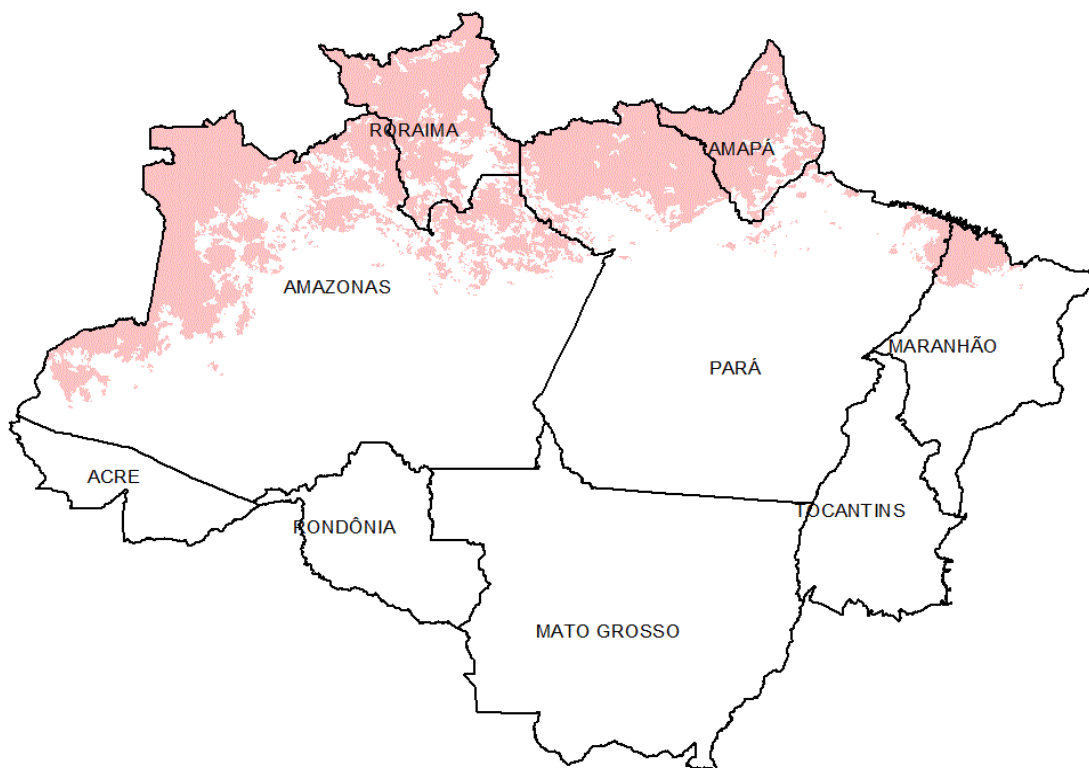 RORAIMA
AMAPÁ
AMAZONAS
MARANHÃO
PARÁ
ACRE
TOCANTINS
RONDÔNIA
MATO GROSSO